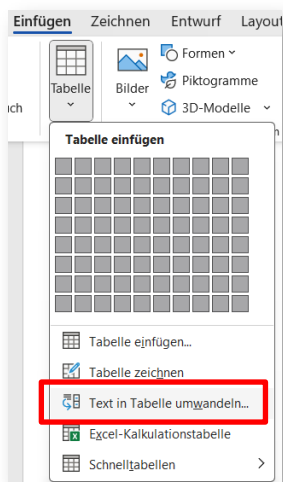 Einfügen Zeichnen Entwurf Layout
Tabelle
Bilder
Formen
Piktogramme
3D-Modelle
uch
n
Tabelle einfügen
Tabelle einfügen...
Tabelle zeichnen
Text in Tabelle umwandeln...
Excel-Kalkulationstabelle
Schnelltabellen